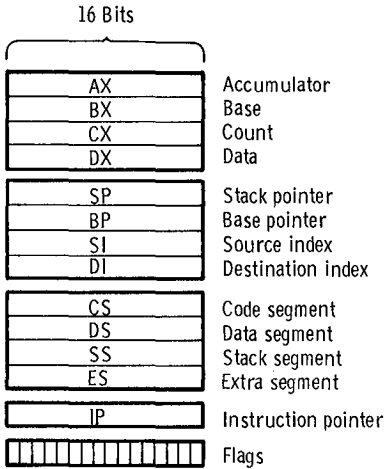 16 Bits
AX Accumulator
BX Base
CX Count
DX Data
SP Stack pointer
BP Base pointer
SI Source index
DI Destination index
CS Code segment
DS Data segment
SS Stack segment
ES Extra segment
IP Instruction pointer
Flags